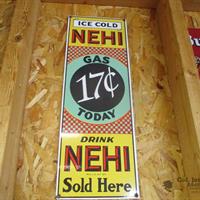 ICE COLD
NEHI
GAS
17¢
TODAY
DRINK
NEHI
Sold Here